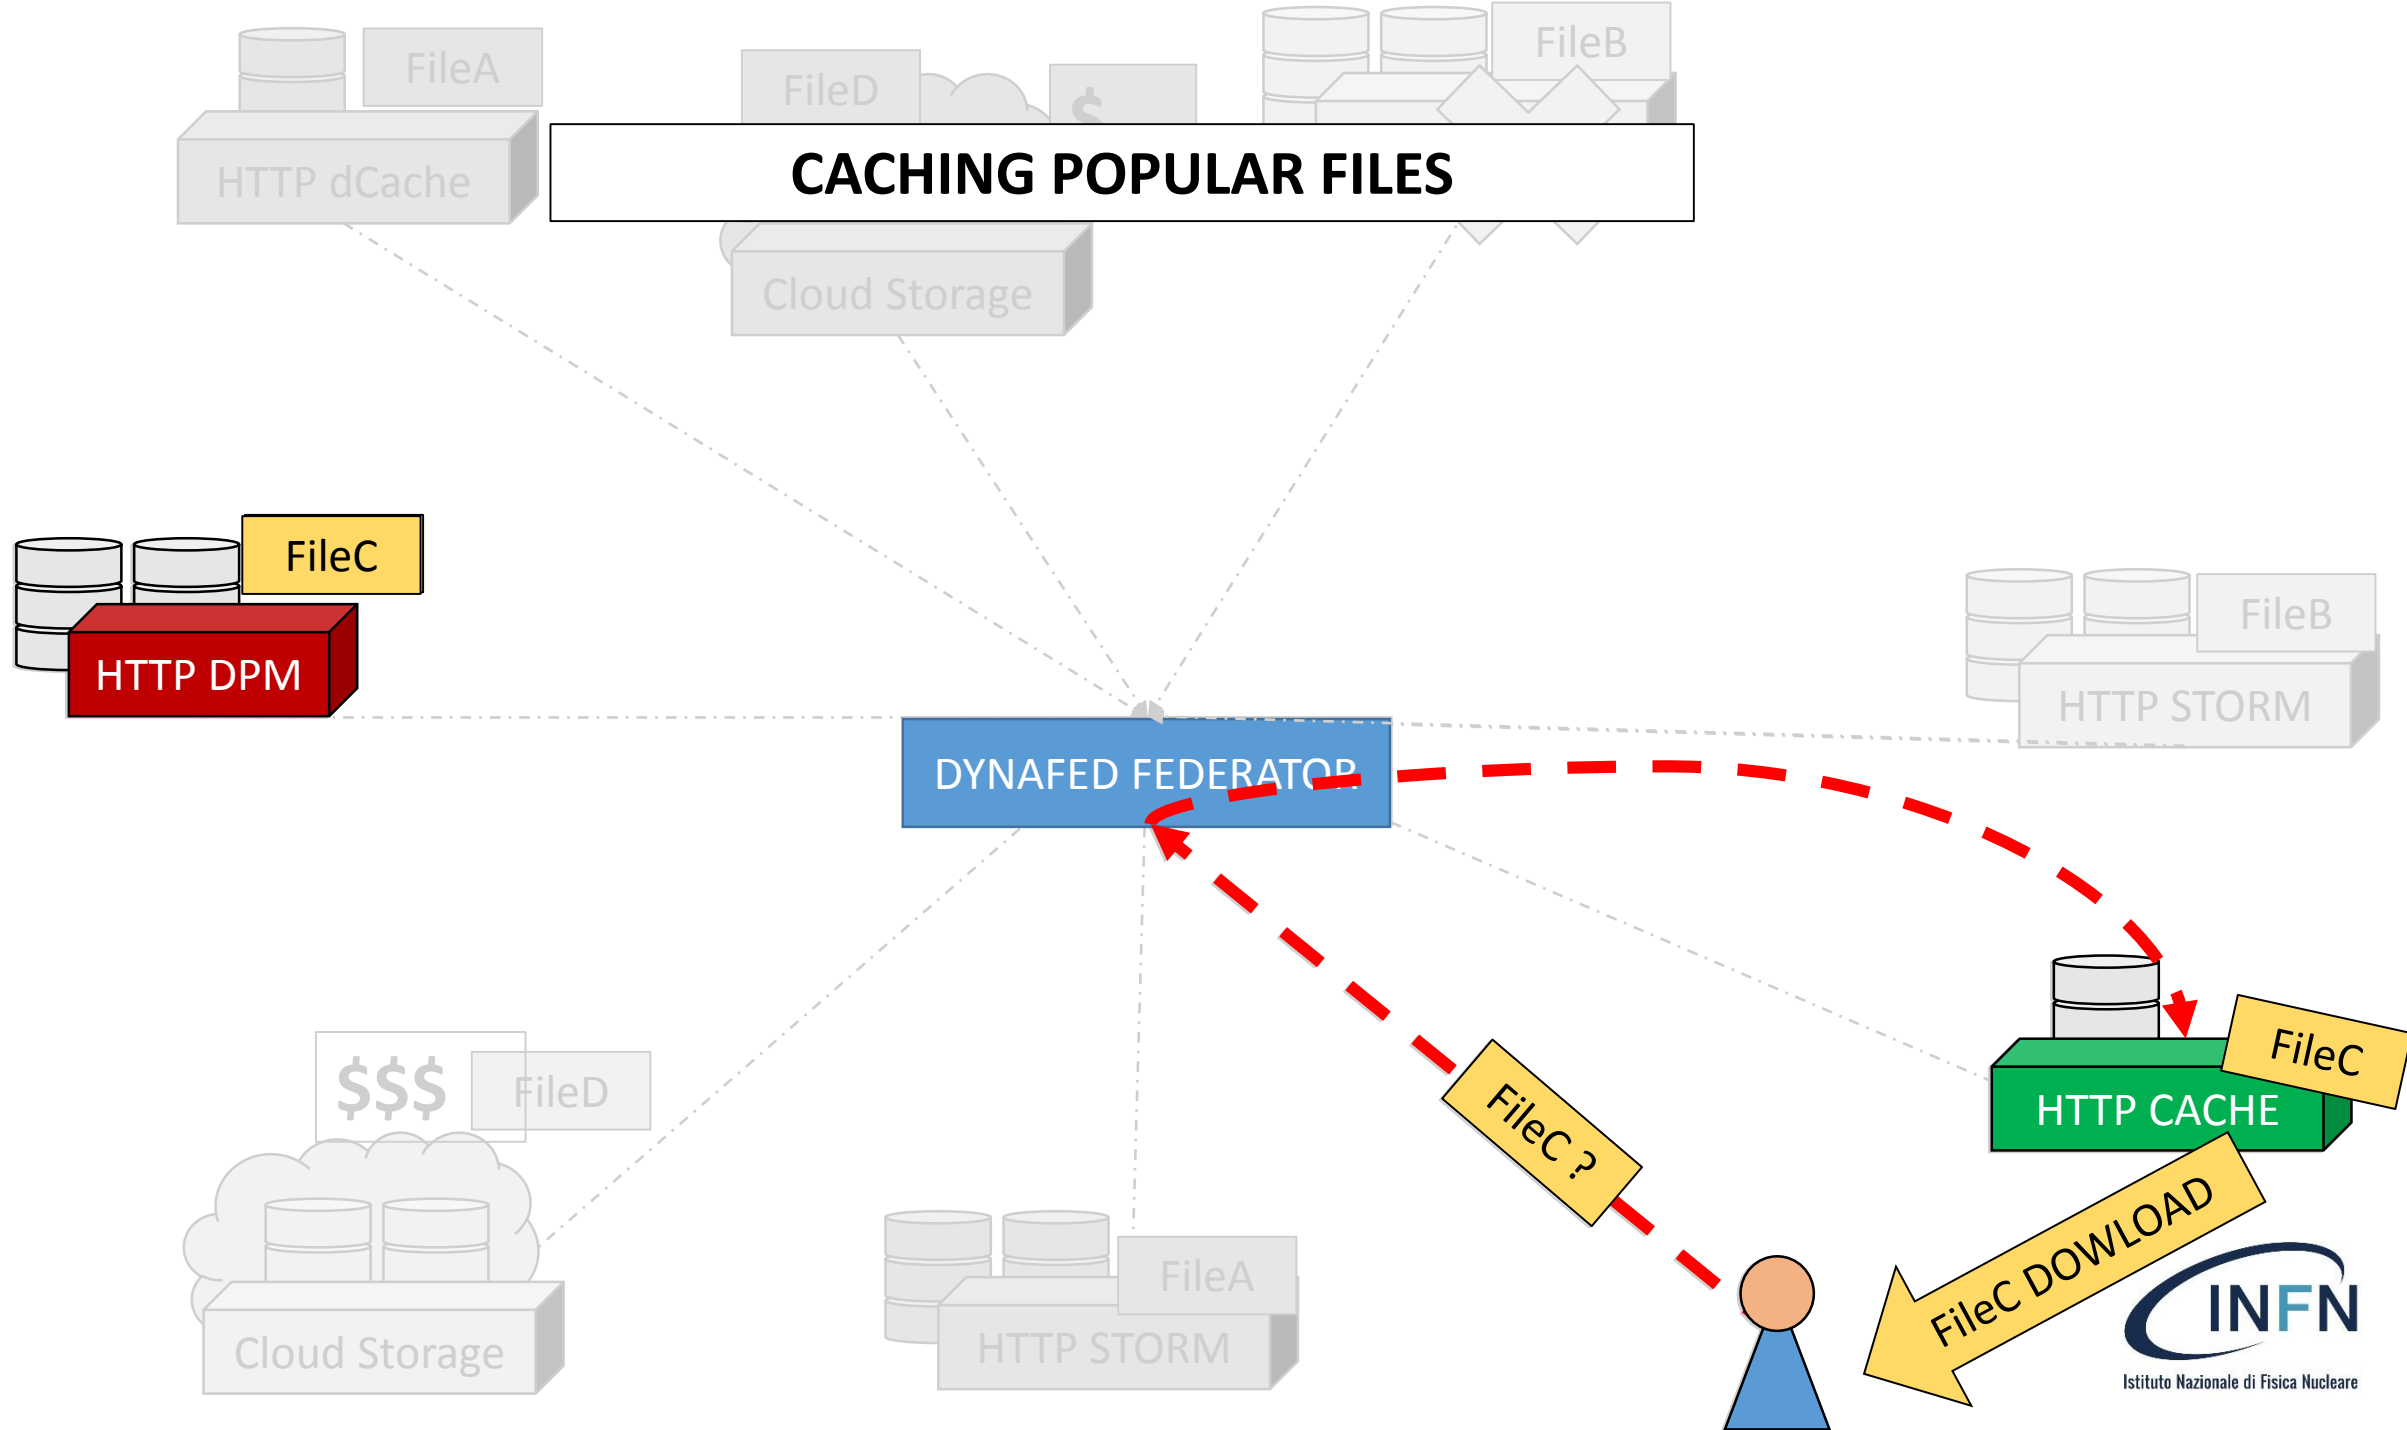 FileA
HTTP dCache
FileD
$
FileB
CACHING POPULAR FILES
Cloud Storage
FileC
HTTP DPM
FileB
HTTP STORM
DYNAFED FEDERATOR
FileC
HTTP CACHE
FileC ?
FileC DOWLOAD
$$$
FileD
Cloud Storage
FileA
HTTP STORM
INFN
Istituto Nazionale di Fisica Nucleare